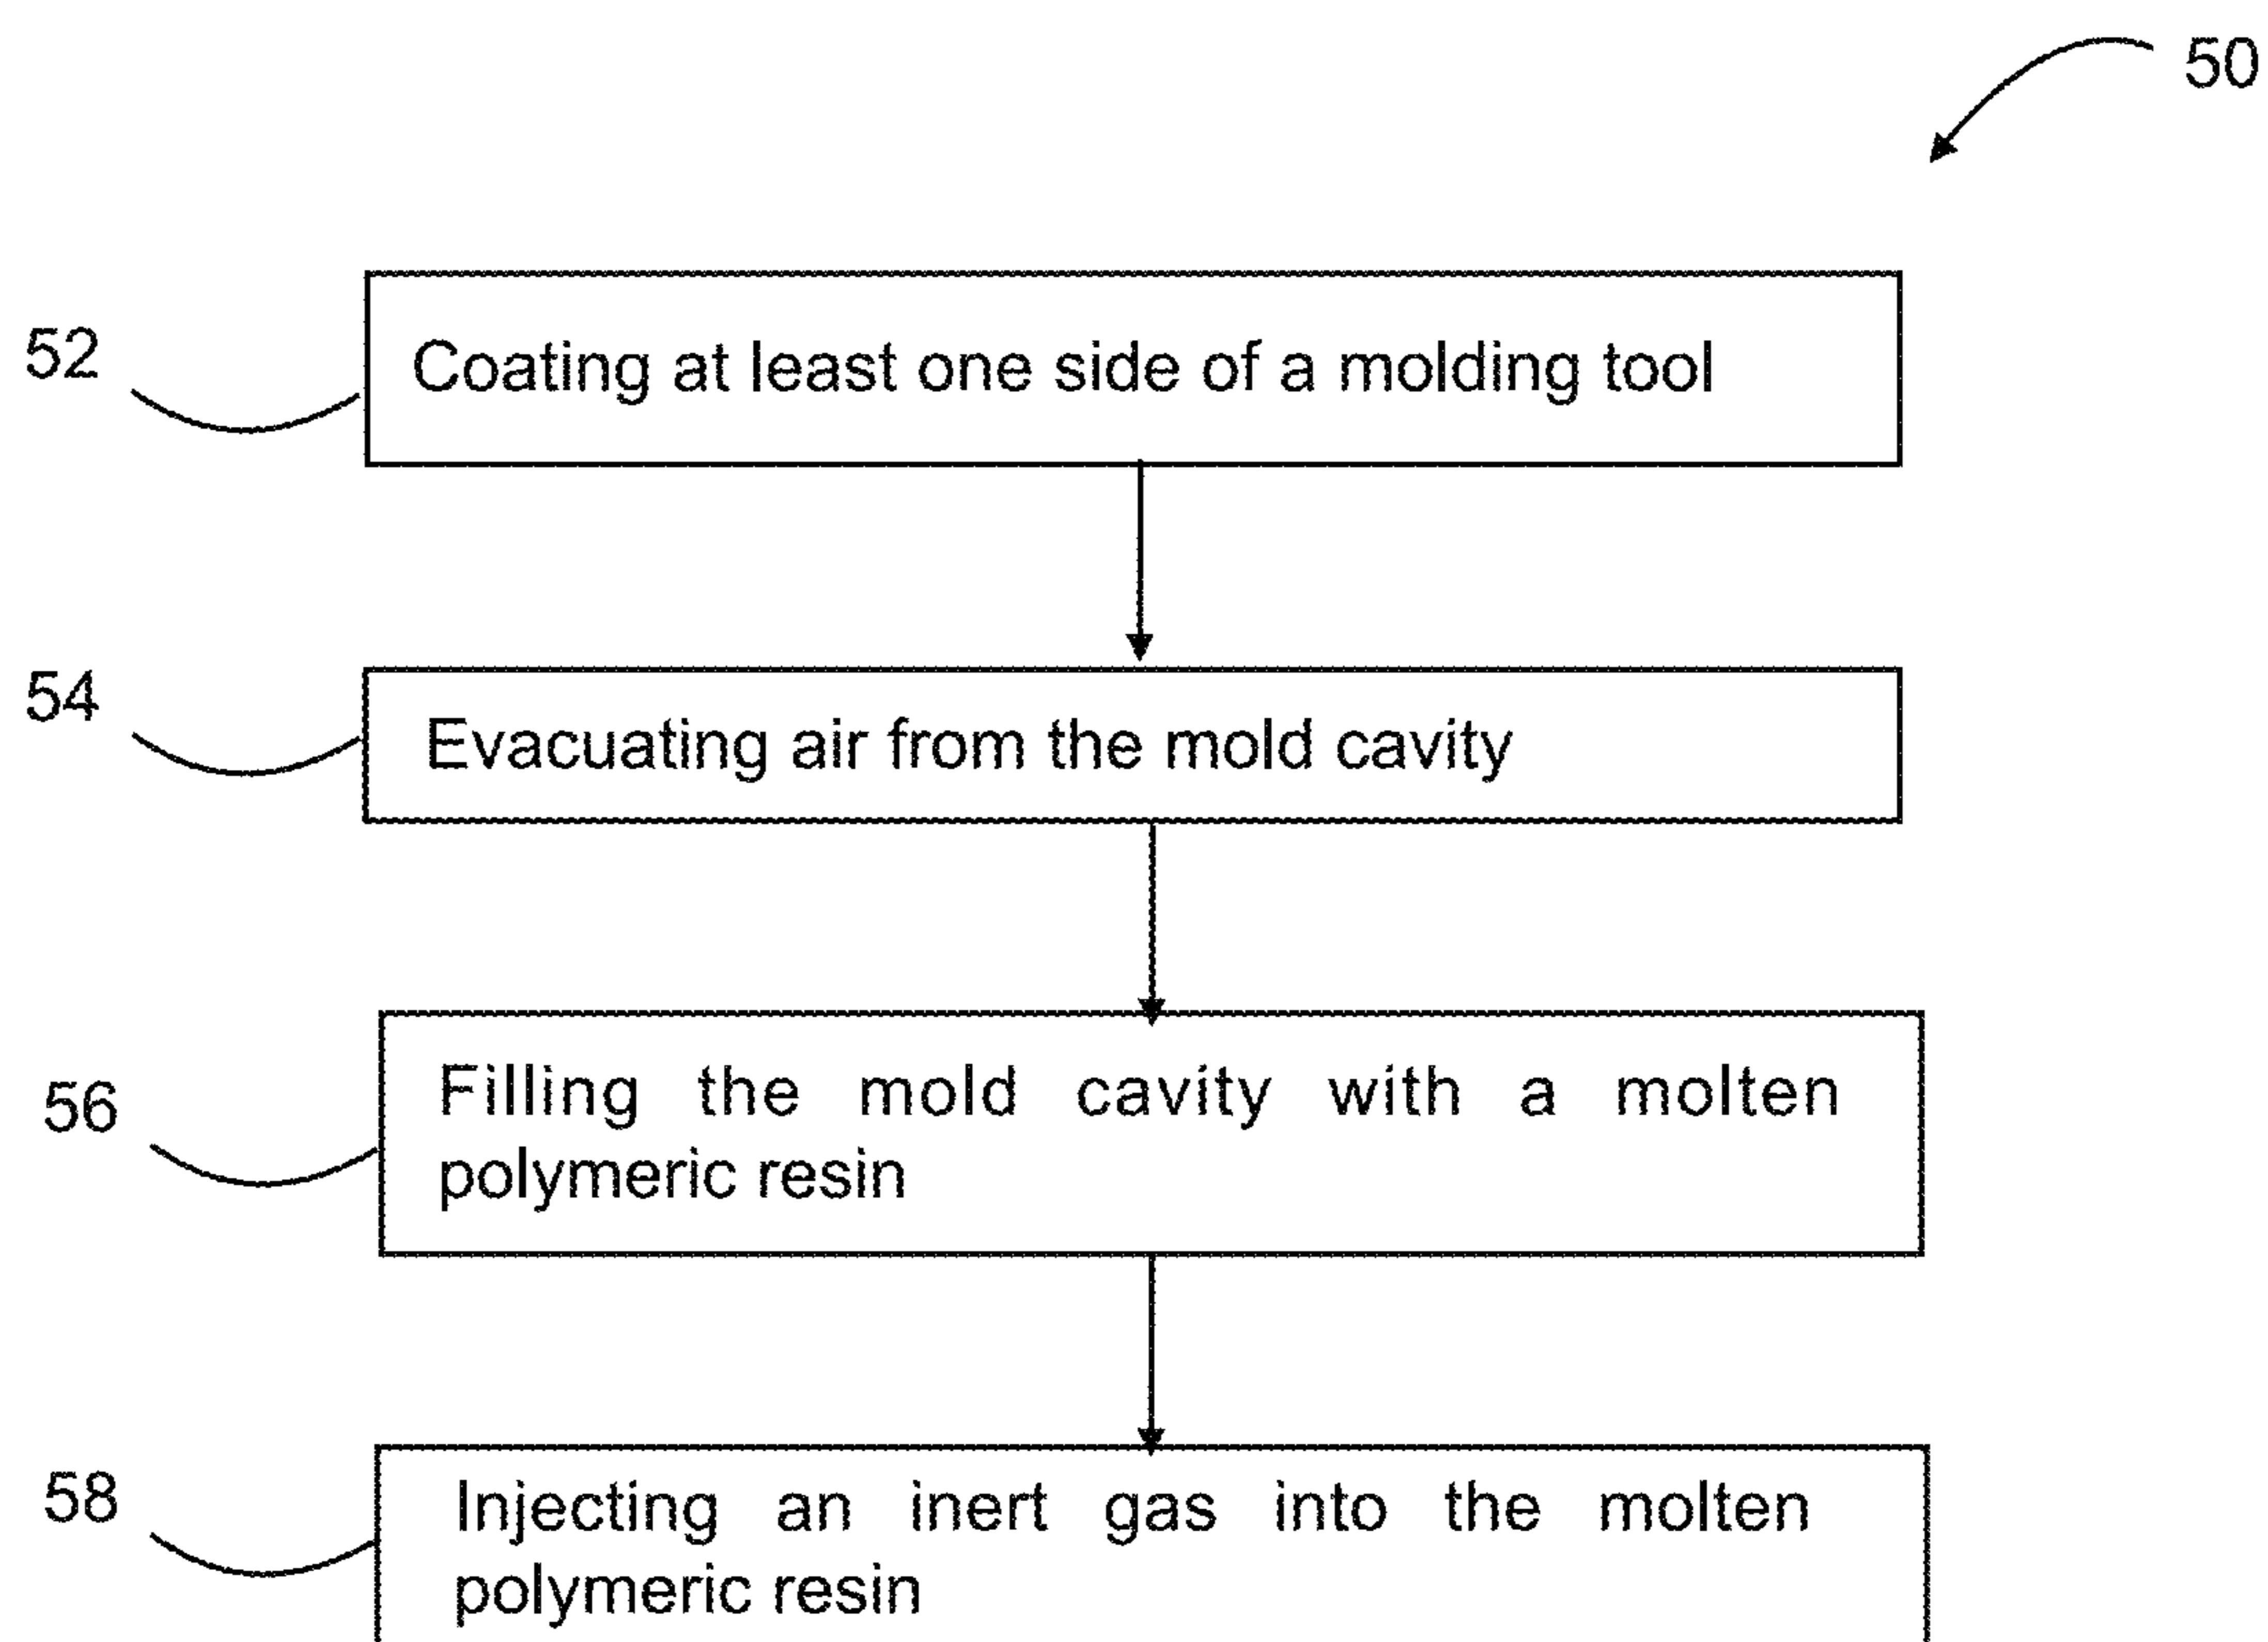 50
52
Coating at least one side of a molding tool
54
Evacuating air from the mold cavity
56
Filling the mold cavity with a molten
polymeric resin
58
Injecting an inert gas into the molten
polymeric resin